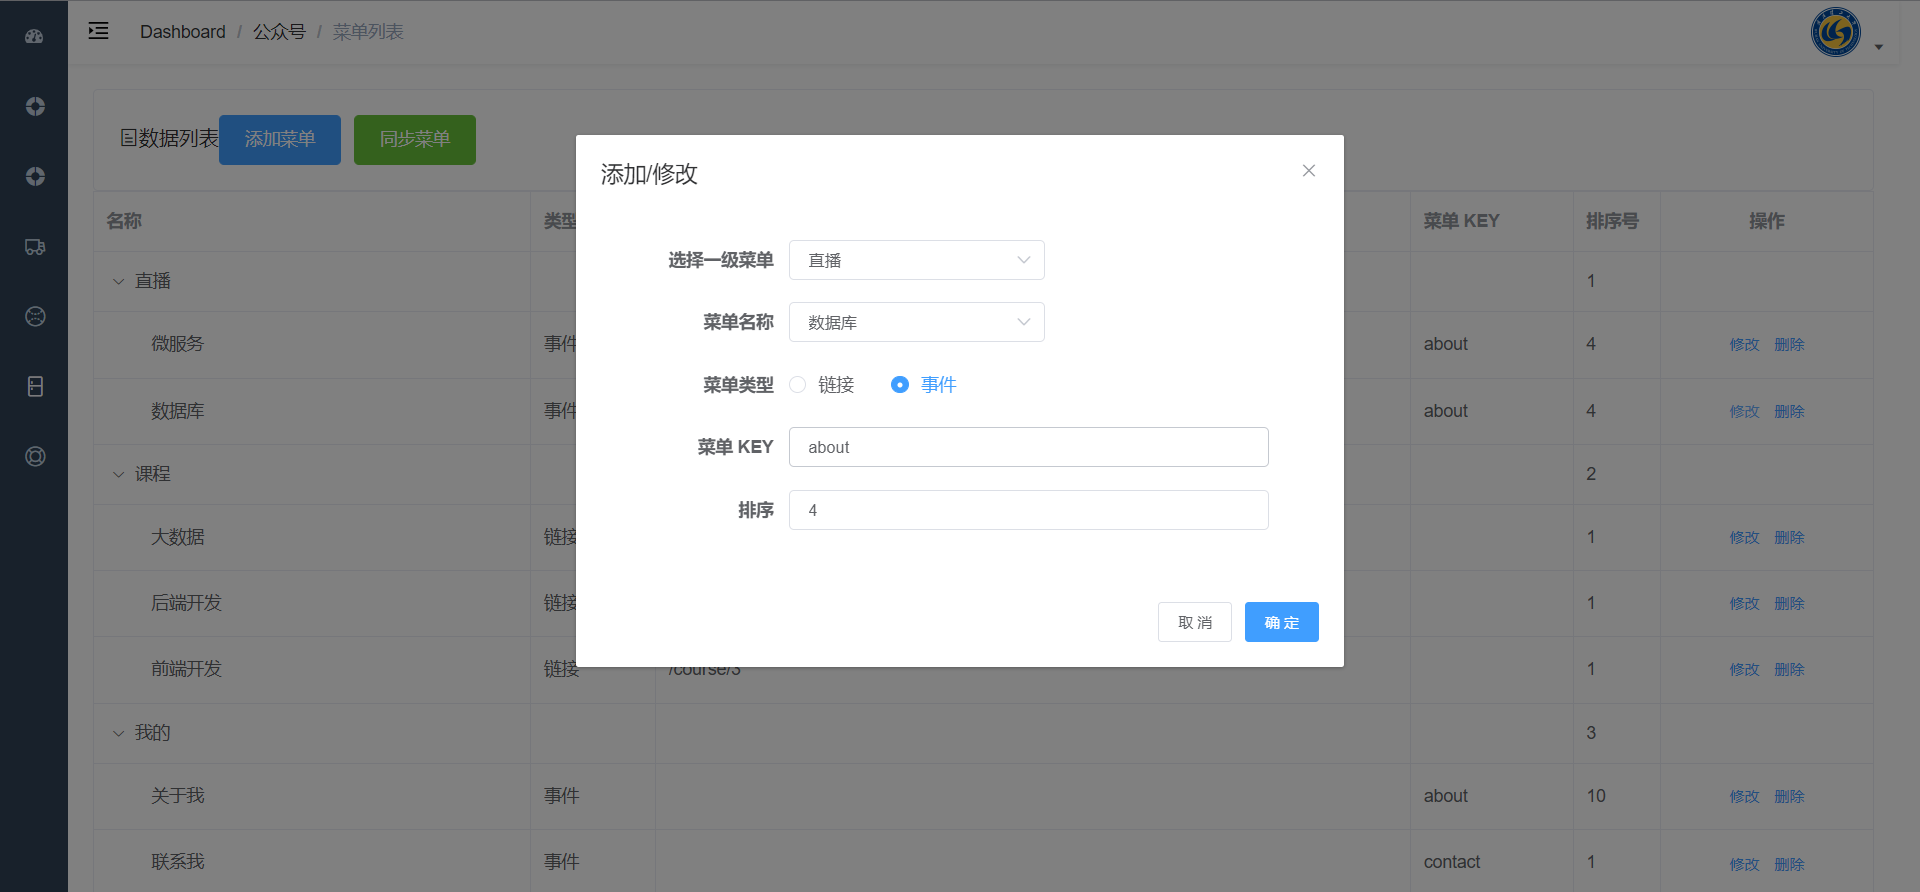 Dashboard / 公众号 / 菜单列表
数据列表 添加菜单 同步菜单
名称 类型 菜单 KEY 排序号 操作
直播 1
微服务 事件 about 4 修改 删除
数据库 事件 about 4 修改 删除
课程 2
大数据 链接 1 修改 删除
后端开发 链接 1 修改 删除
前端开发 链接 /course/3 1 修改 删除
我的 3
关于我 事件 about 10 修改 删除
联系我 事件 contact 1 修改 删除
添加/修改
选择一级菜单 直播
菜单名称 数据库
菜单类型 链接 事件
菜单 KEY about
排序 4
取 消 确 定